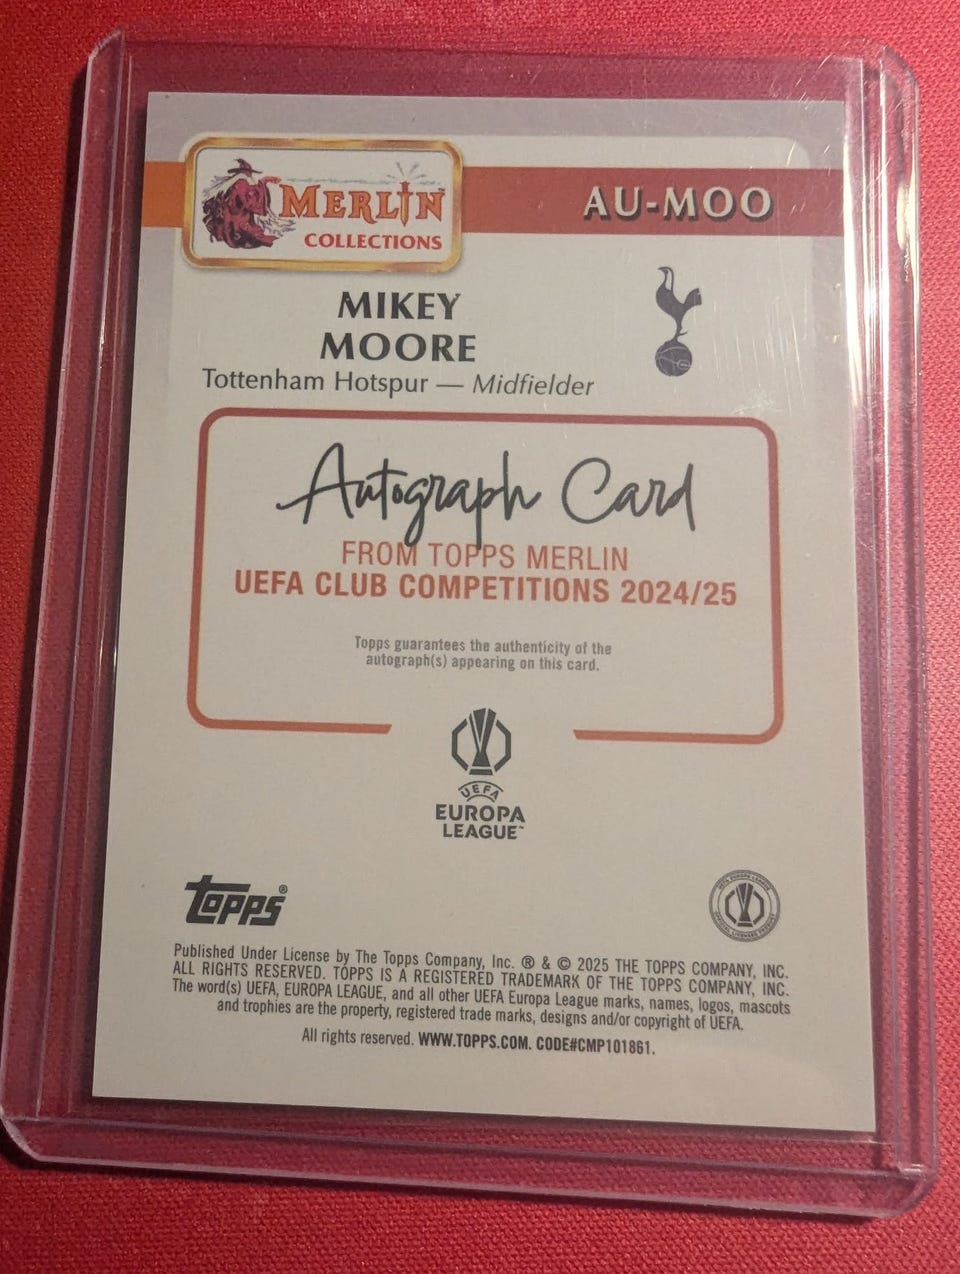 MERLIN™
COLLECTIONS
AU-MOO
MIKEY
MOORE
Tottenham Hotspur — Midfielder
Autograph Card
FROM TOPPS MERLIN
UEFA CLUB COMPETITIONS 2024/25
Topps guarantees the authenticity of the
autograph(s) appearing on this card.
UEFA
EUROPA
LEAGUE™
topps®
Published Under License by The Topps Company, Inc. ® & © 2025 THE TOPPS COMPANY, INC.
ALL RIGHTS RESERVED. TOPPS IS A REGISTERED TRADEMARK OF THE TOPPS COMPANY, INC.
The word(s) UEFA, EUROPA LEAGUE, and all other UEFA Europa League marks, names, logos, mascots
and trophies are the property, registered trade marks, designs and/or copyright of UEFA.
All rights reserved. WWW.TOPPS.COM. CODE#CMP101861.